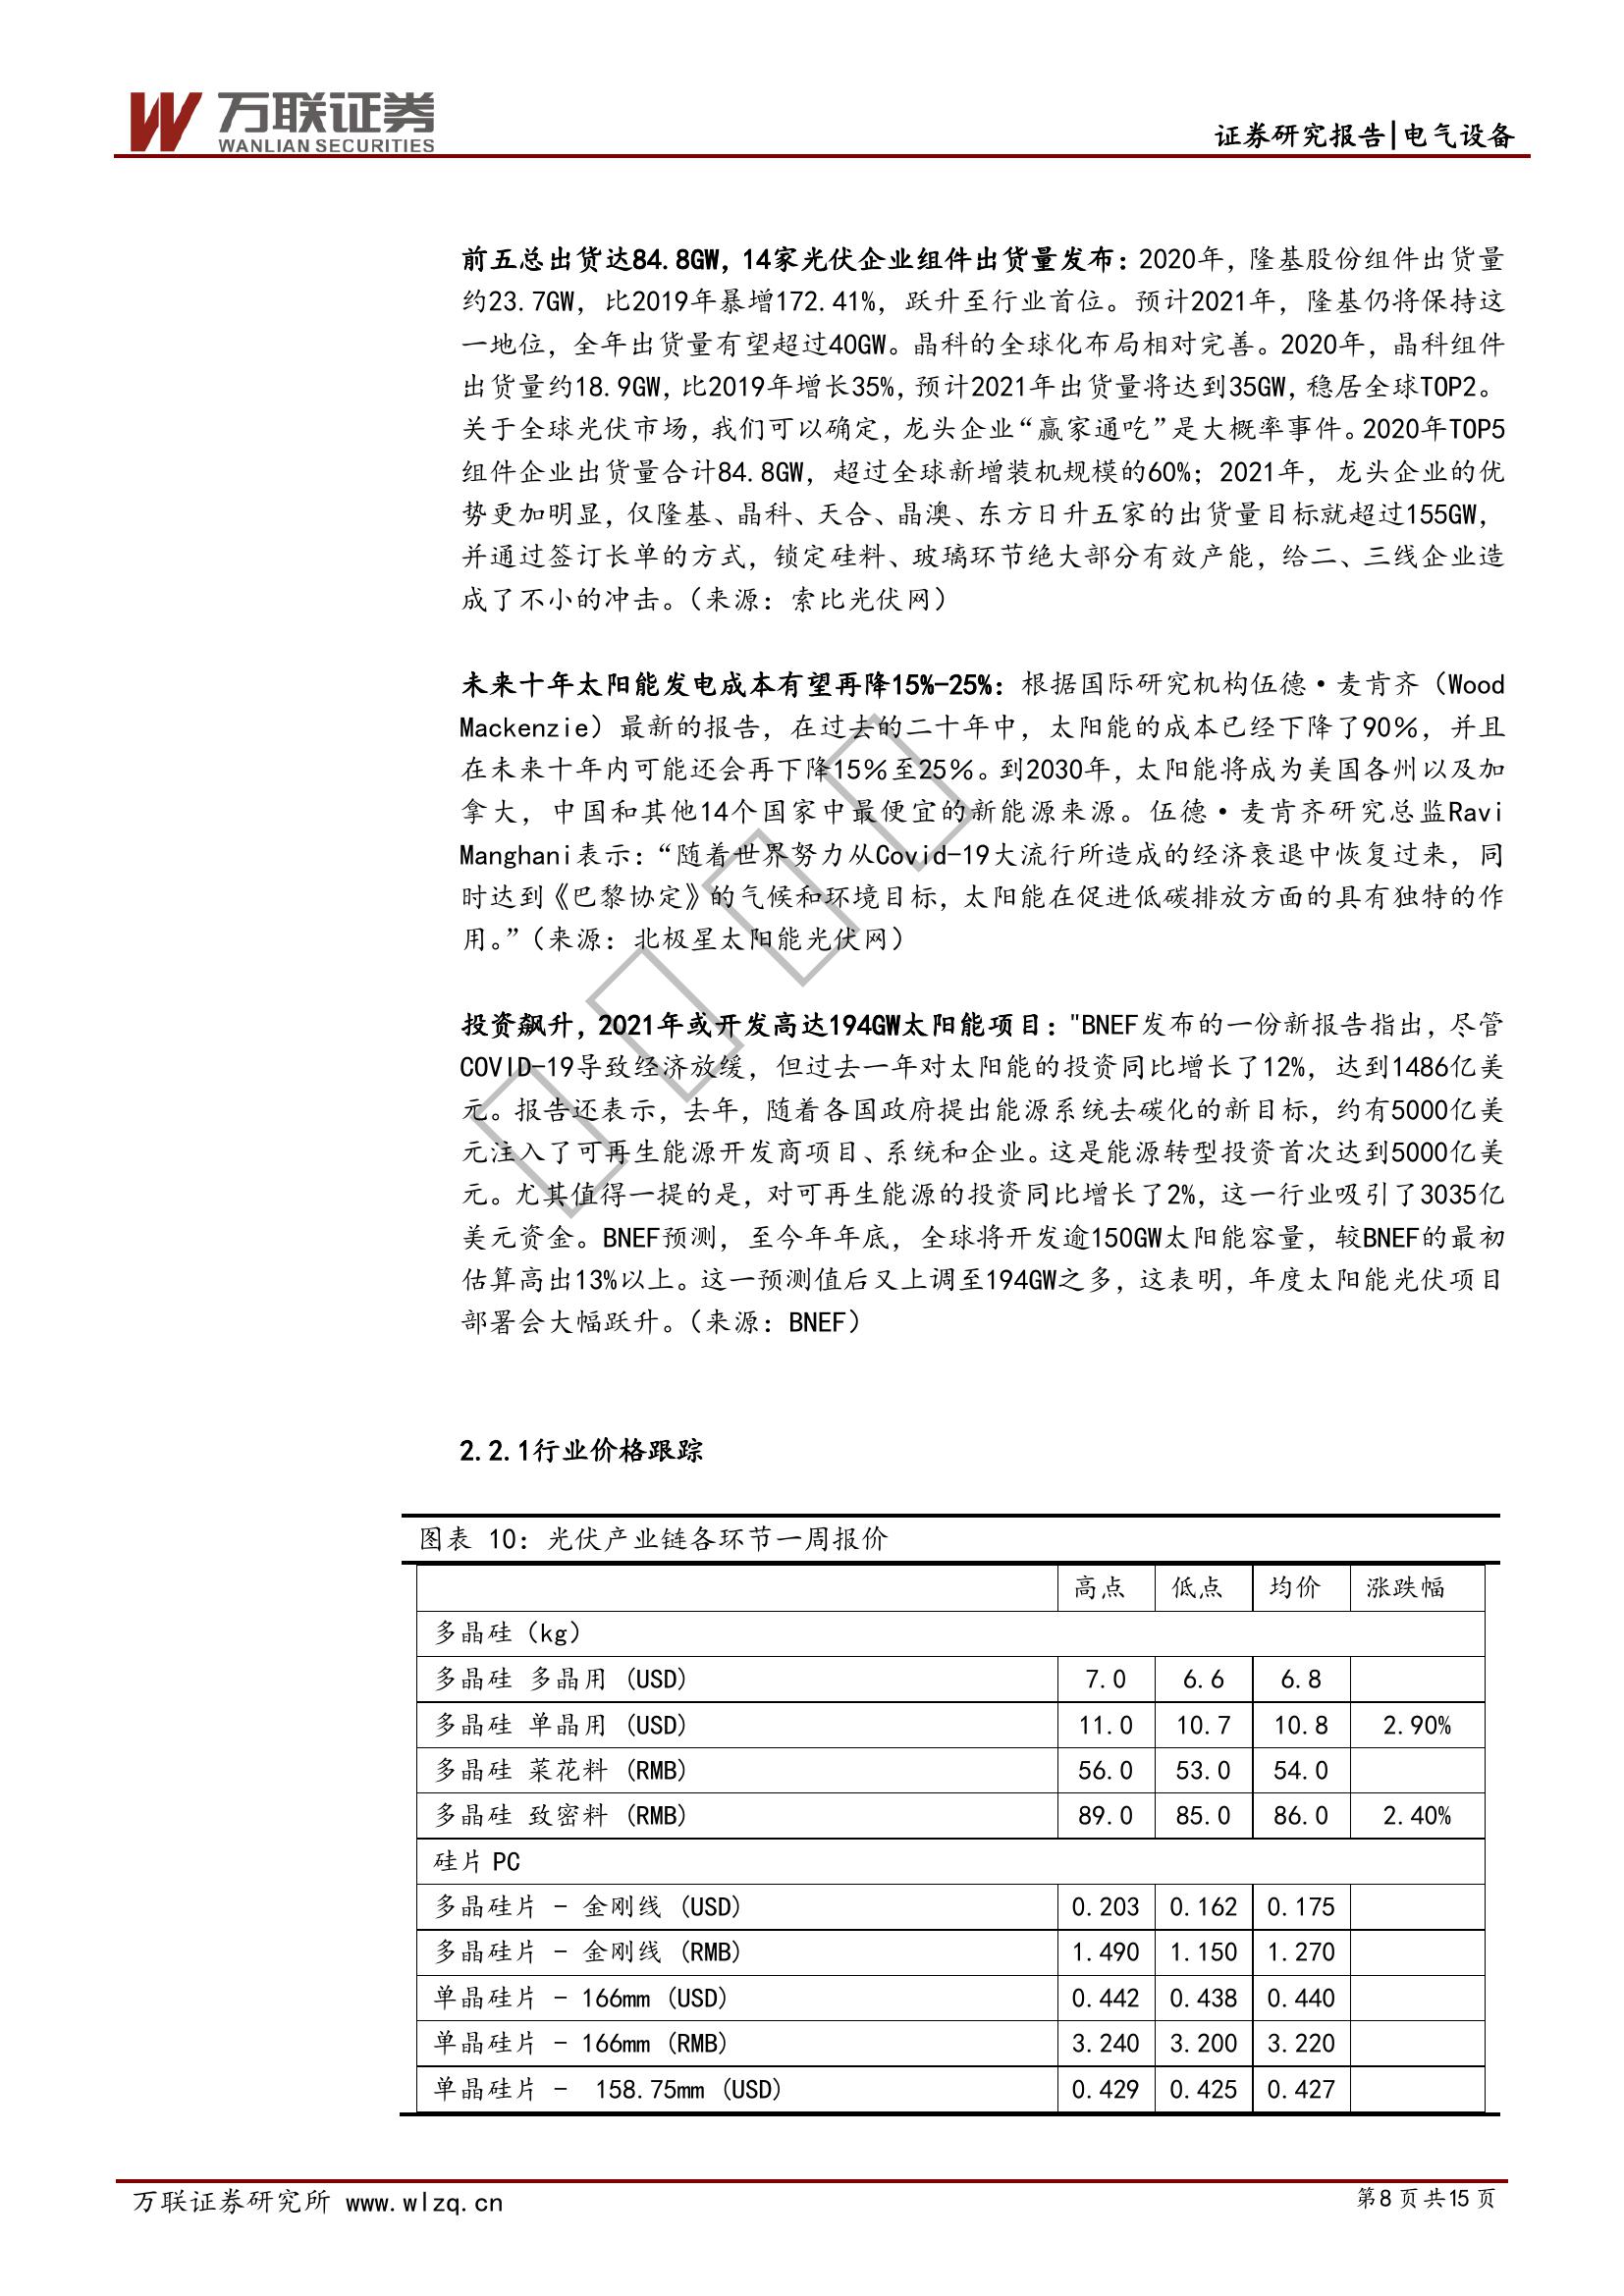 万联证券
WANLIAN SECURITIES
证券研究报告|电气设备
前五总出货达84.8GW，14家光伏企业组件出货量发布：2020年，隆基股份组件出货量
约23.7GW，比2019年暴增172.41%，跃升至行业首位。预计2021年，隆基仍将保持这
一地位，全年出货量有望超过40GW。晶科的全球化布局相对完善。2020年，晶科组件
出货量约18.9GW，比2019年增长35%，预计2021年出货量将达到35GW，稳居全球TOP2。
关于全球光伏市场，我们可以确定，龙头企业“赢家通吃”是大概率事件。2020年TOP5
组件企业出货量合计84.8GW，超过全球新增装机规模的60%；2021年，龙头企业的优
势更加明显，仅隆基、晶科、天合、晶澳、东方日升五家的出货量目标就超过155GW，
并通过签订长单的方式，锁定硅料、玻璃环节绝大部分有效产能，给二、三线企业造
成了不小的冲击。（来源：索比光伏网）
未来十年太阳能发电成本有望再降15%-25%：根据国际研究机构伍德·麦肯齐（Wood
Mackenzie）最新的报告，在过去的二十年中，太阳能的成本已经下降了90％，并且
在未来十年内可能还会再下降15％至25％。到2030年，太阳能将成为美国各州以及加
拿大，中国和其他14个国家中最便宜的新能源来源。伍德·麦肯齐研究总监Ravi
Manghani表示：“随着世界努力从Covid-19大流行所造成的经济衰退中恢复过来，同
时达到《巴黎协定》的气候和环境目标，太阳能在促进低碳排放方面的具有独特的作
用。”（来源：北极星太阳能光伏网）
投资飙升，2021年或开发高达194GW太阳能项目："BNEF发布的一份新报告指出，尽管
COVID-19导致经济放缓，但过去一年对太阳能的投资同比增长了12%，达到1486亿美
元。报告还表示，去年，随着各国政府提出能源系统去碳化的新目标，约有5000亿美
元注入了可再生能源开发商项目、系统和企业。这是能源转型投资首次达到5000亿美
元。尤其值得一提的是，对可再生能源的投资同比增长了2%，这一行业吸引了3035亿
美元资金。BNEF预测，至今年年底，全球将开发逾150GW太阳能容量，较BNEF的最初
估算高出13%以上。这一预测值后又上调至194GW之多，这表明，年度太阳能光伏项目
部署会大幅跃升。（来源：BNEF）
2.2.1行业价格跟踪
图表 10：光伏产业链各环节一周报价
高点 低点 均价 涨跌幅
多晶硅（kg）
多晶硅 多晶用 (USD) 7.0 6.6 6.8
多晶硅 单晶用 (USD) 11.0 10.7 10.8 2.90%
多晶硅 菜花料 (RMB) 56.0 53.0 54.0
多晶硅 致密料 (RMB) 89.0 85.0 86.0 2.40%
硅片 PC
多晶硅片 - 金刚线 (USD) 0.203 0.162 0.175
多晶硅片 - 金刚线 (RMB) 1.490 1.150 1.270
单晶硅片 - 166mm (USD) 0.442 0.438 0.440
单晶硅片 - 166mm (RMB) 3.240 3.200 3.220
单晶硅片 - 158.75mm (USD) 0.429 0.425 0.427
万联证券研究所 www.wlzq.cn
第8页共15页